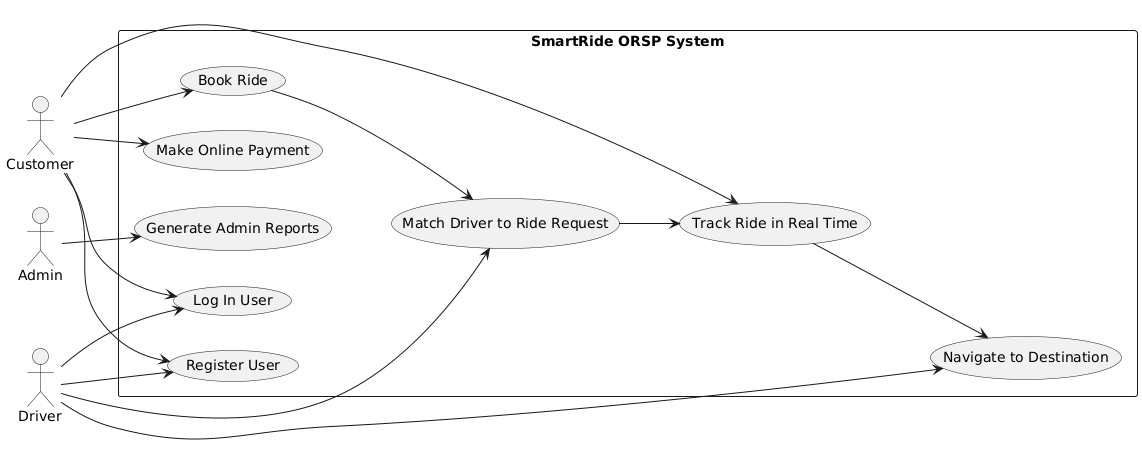 SmartRide ORSP System
Book Ride
Make Online Payment
Customer
Generate Admin Reports
Match Driver to Ride Request
Track Ride in Real Time
Admin
Log In User
Register User
Navigate to Destination
Driver